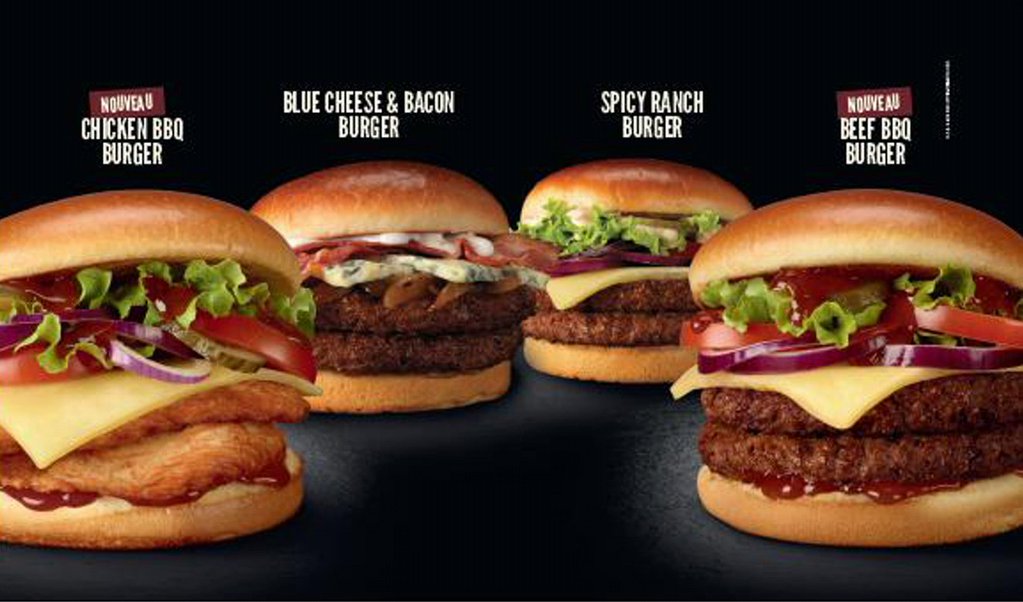 NOUVEAU
CHICKEN BBQ
BURGER
BLUE CHEESE & BACON
BURGER
SPICY RANCH
BURGER
NOUVEAU
BEEF BBQ
BURGER